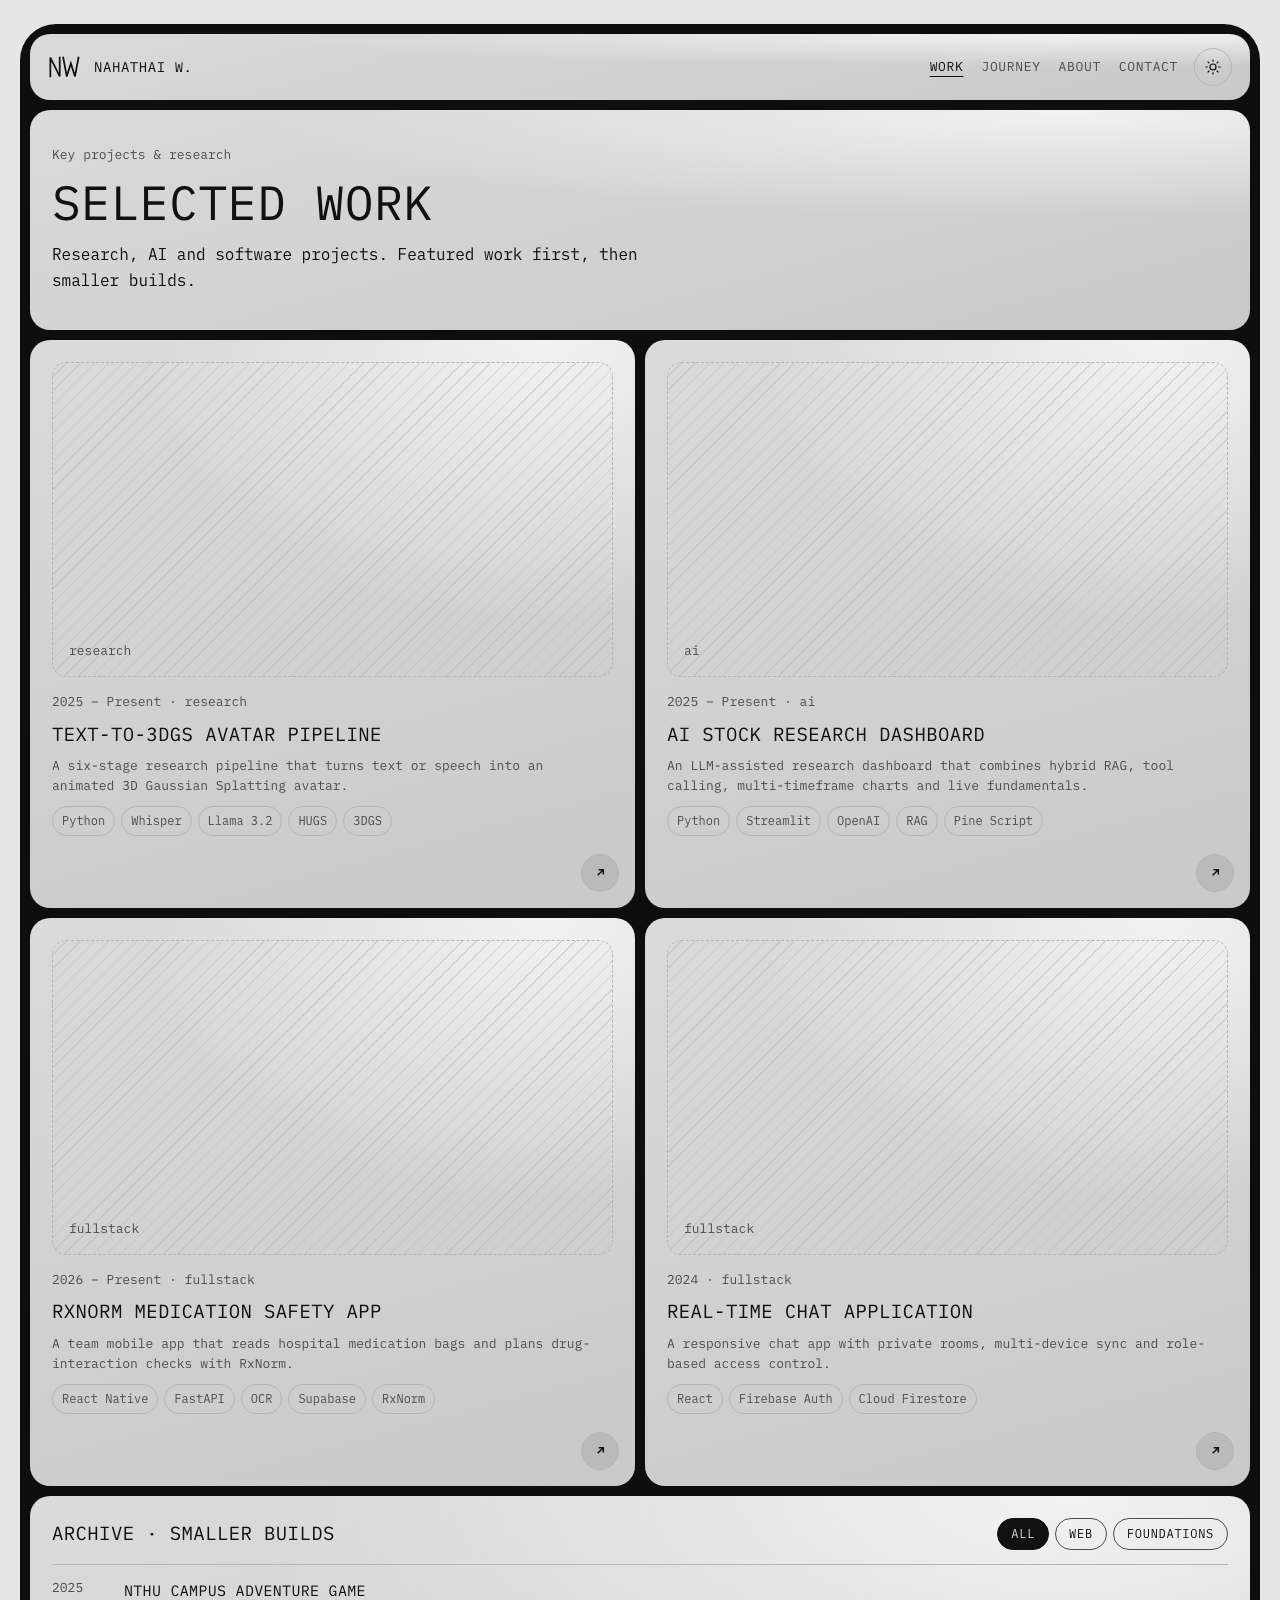 NW NAHATHAI W. WORK JOURNEY ABOUT CONTACT
Key projects & research
SELECTED WORK
Research, AI and software projects. Featured work first, then
smaller builds.
research
2025 – Present · research
TEXT-TO-3DGS AVATAR PIPELINE
A six-stage research pipeline that turns text or speech into an
animated 3D Gaussian Splatting avatar.
Python Whisper Llama 3.2 HUGS 3DGS
ai
2025 – Present · ai
AI STOCK RESEARCH DASHBOARD
An LLM-assisted research dashboard that combines hybrid RAG, tool
calling, multi-timeframe charts and live fundamentals.
Python Streamlit OpenAI RAG Pine Script
fullstack
2026 – Present · fullstack
RXNORM MEDICATION SAFETY APP
A team mobile app that reads hospital medication bags and plans drug-
interaction checks with RxNorm.
React Native FastAPI OCR Supabase RxNorm
fullstack
2024 · fullstack
REAL-TIME CHAT APPLICATION
A responsive chat app with private rooms, multi-device sync and role-
based access control.
React Firebase Auth Cloud Firestore
ARCHIVE · SMALLER BUILDS ALL WEB FOUNDATIONS
2025 NTHU CAMPUS ADVENTURE GAME